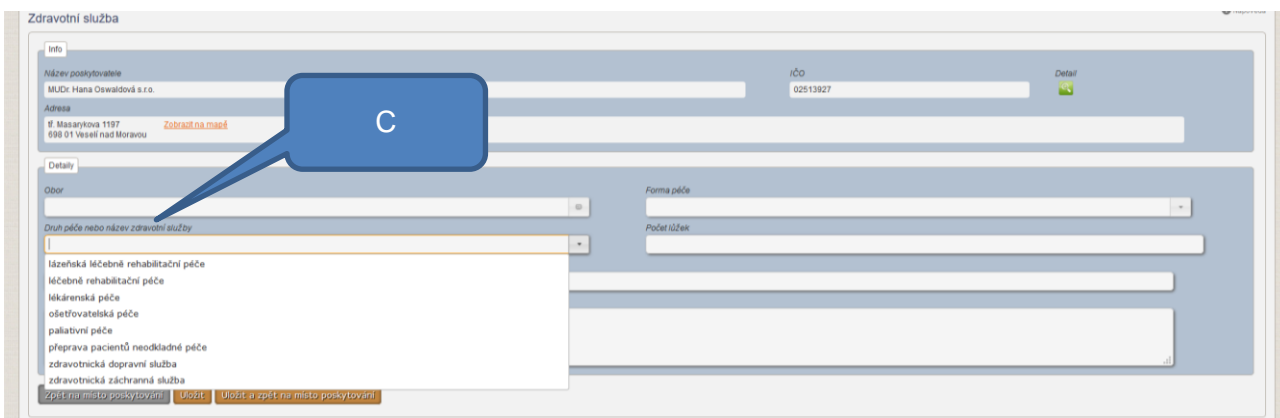 Nápověda
Zdravotní služba
Info
Název poskytovatele
IČO
Detail
MUDr. Hana Oswaldová s.r.o.
02513927
Adresa
tř. Masarykova 1197 Zobrazit na mapě
698 01 Veselí nad Moravou
C
Detaily
Obor
Forma péče
Druh péče nebo název zdravotní služby
Počet lůžek
lázeňská léčebně rehabilitační péče
léčebně rehabilitační péče
lékárenská péče
ošetřovatelská péče
paliativní péče
přeprava pacientů neodkladné péče
zdravotnická dopravní služba
zdravotnická záchranná služba
Zpět na místo poskytování Uložit Uložit a zpět na místo poskytování